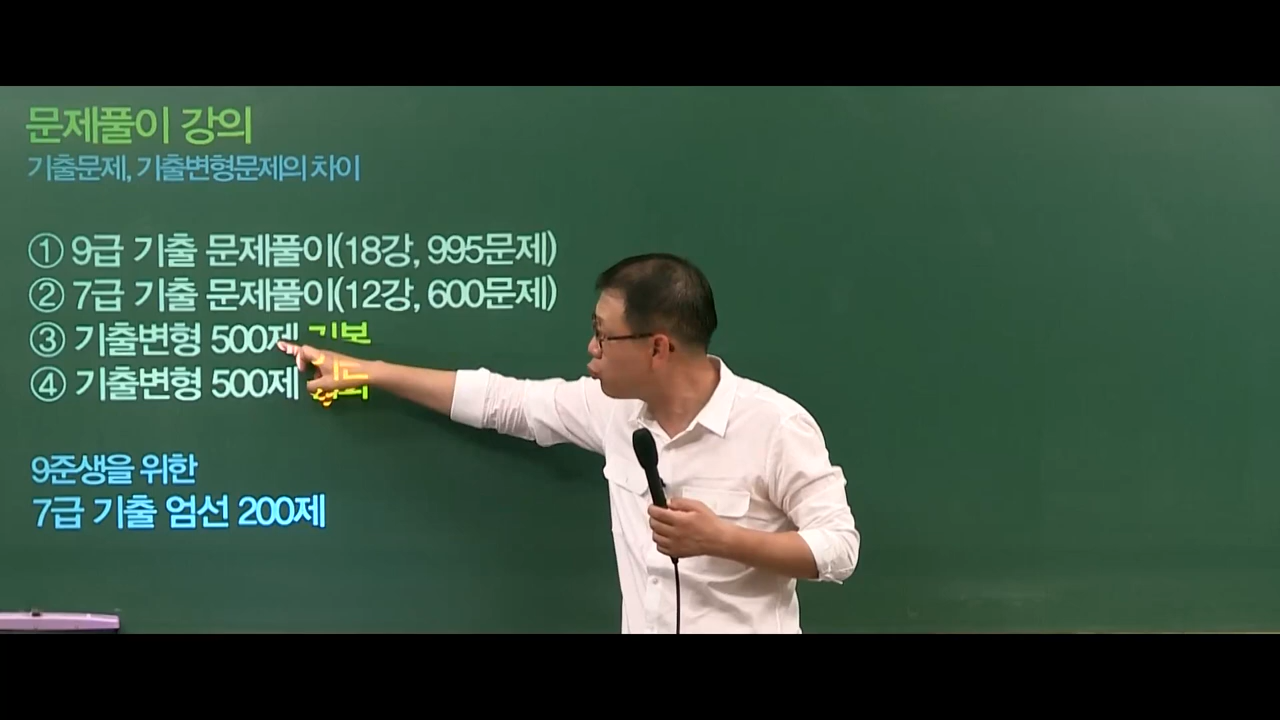 문제풀이 강의
기출문제, 기출변형문제의 차이
① 9급 기출 문제풀이(18강, 995문제)
② 7급 기출 문제풀이(12강, 600문제)
③ 기출변형 500제 기본
④ 기출변형 500제
9준생을 위한
7급 기출 엄선 200제